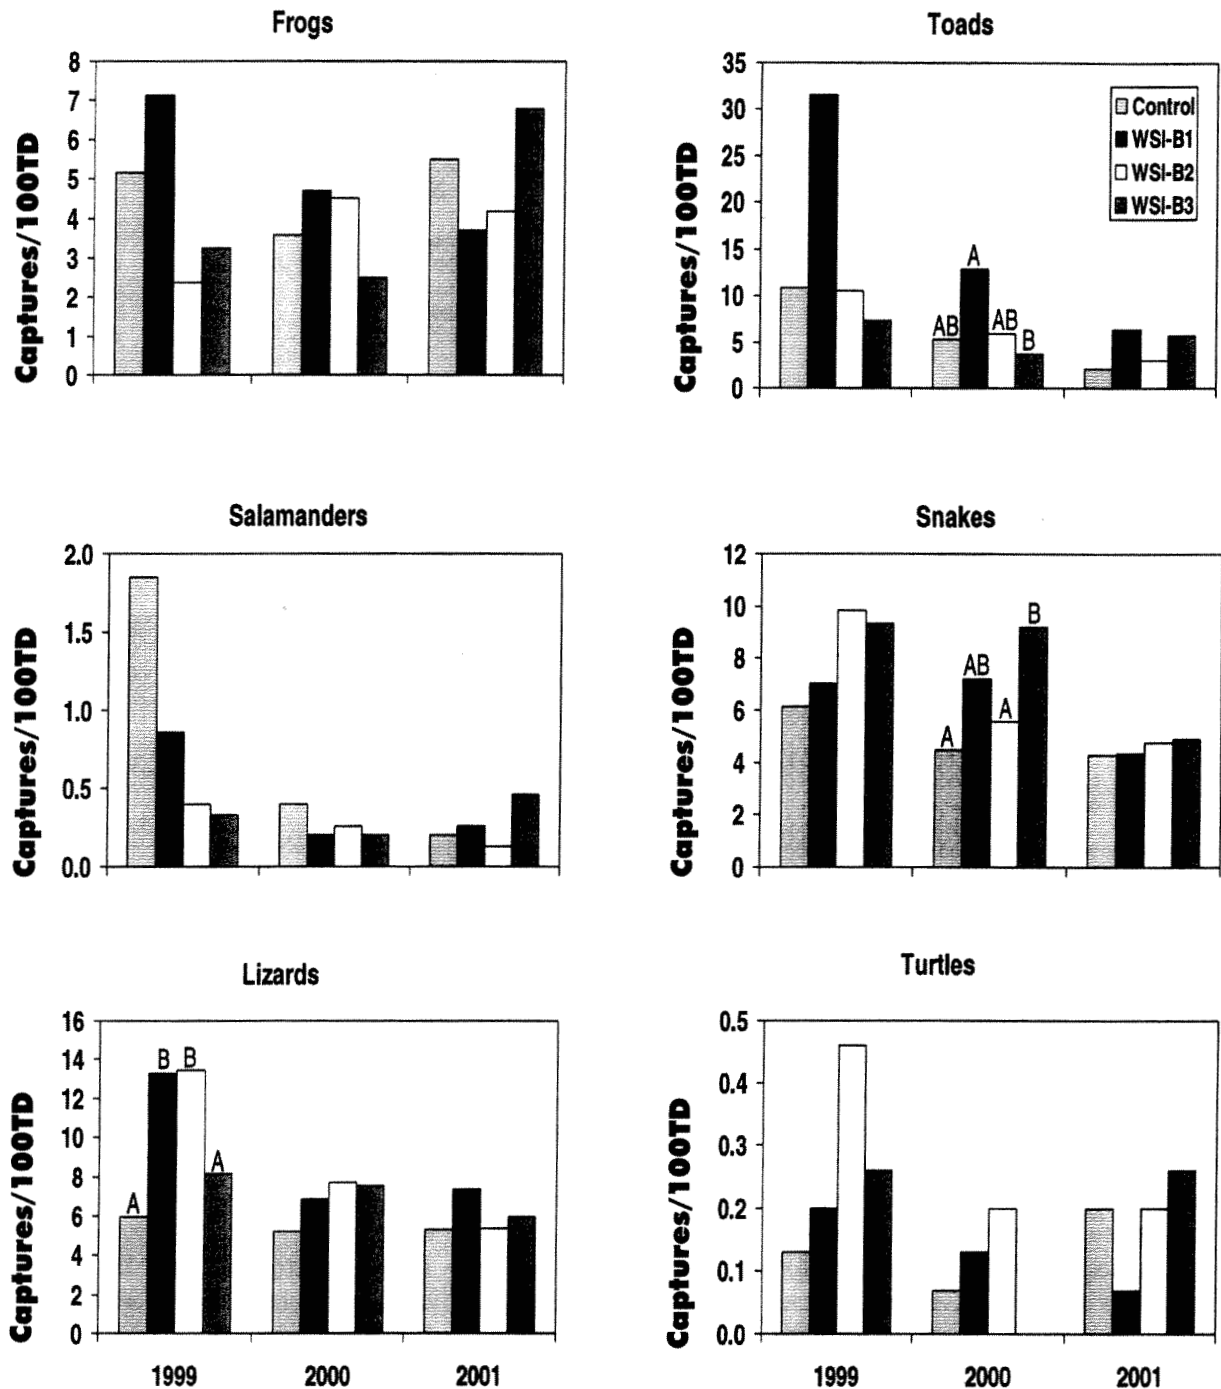 Frogs
8
7
6
5
4
3
2
1
0
Captures/100TD
Toads
35
30
25
20
15
10
5
0
Captures/100TD
Control
WSI-B1
WSI-B2
WSI-B3
AB
A
AB
B
Salamanders
2.0
1.5
1.0
0.5
0.0
Captures/100TD
Snakes
12
10
8
6
4
2
0
Captures/100TD
A
AB
A
B
Lizards
16
14
12
10
8
6
4
2
0
Captures/100TD
A
B
B
A
1999 2000 2001
Turtles
0.5
0.4
0.3
0.2
0.1
0.0
Captures/100TD
1999 2000 2001